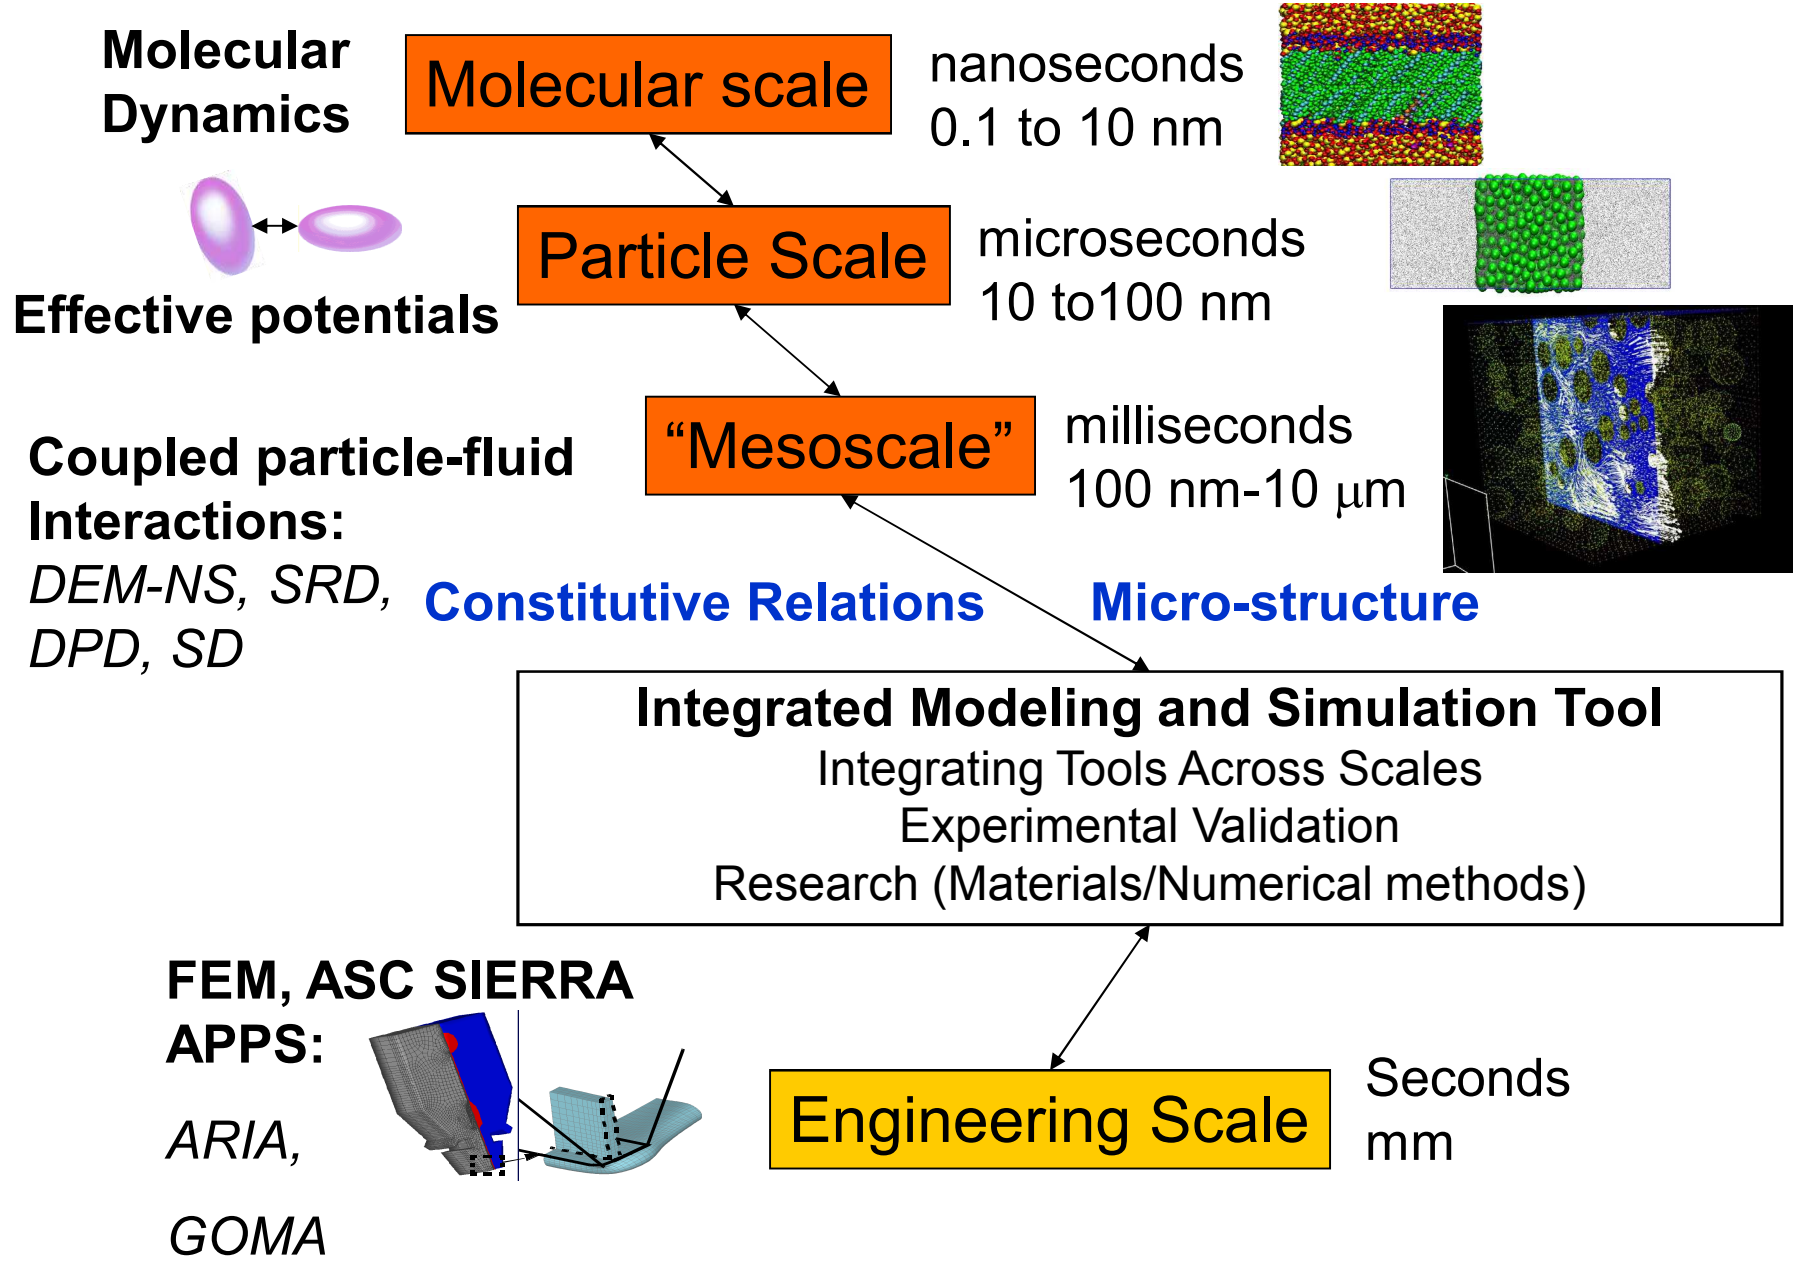 Molecular
Dynamics
Molecular scale
nanoseconds
0.1 to 10 nm
Effective potentials
Particle Scale
microseconds
10 to100 nm
Coupled particle-fluid
Interactions:
DEM-NS, SRD,
DPD, SD
“Mesoscale”
milliseconds
100 nm-10 μm
Constitutive Relations
Micro-structure
Integrated Modeling and Simulation Tool
Integrating Tools Across Scales
Experimental Validation
Research (Materials/Numerical methods)
FEM, ASC SIERRA
APPS:
ARIA,
GOMA
Engineering Scale
Seconds
mm